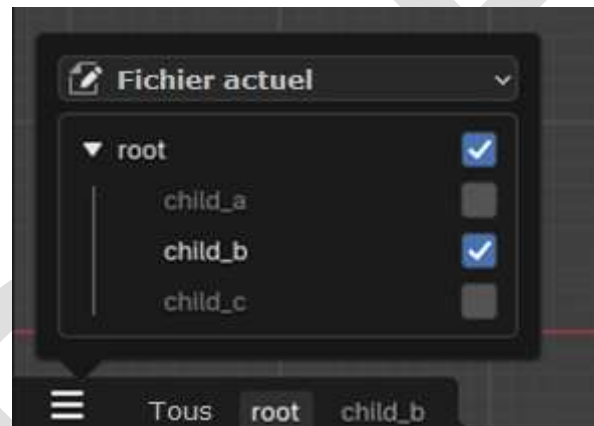 Fichier actuel
root
child_a
child_b
child_c
Tous root child_b